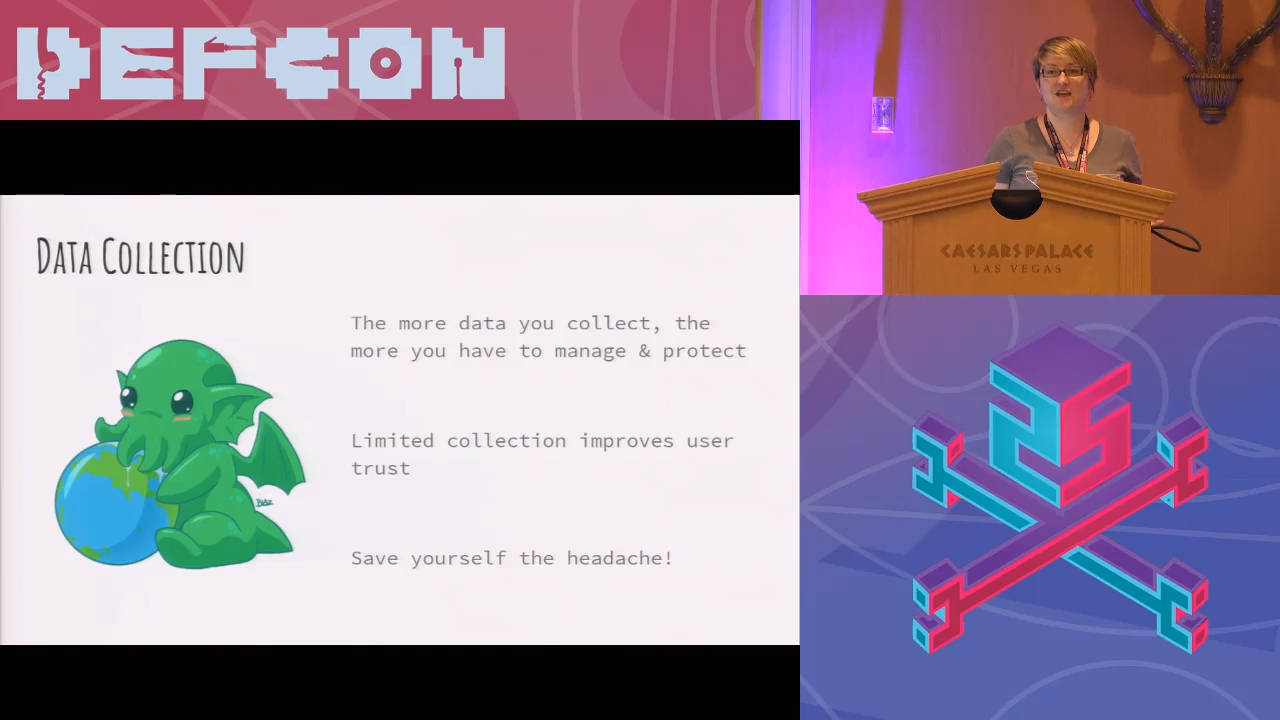 DEFCON
DATA COLLECTION
The more data you collect, the
more you have to manage & protect
Limited collection improves user
trust
Save yourself the headache!
CAESARS PALACE
LAS VEGAS
25